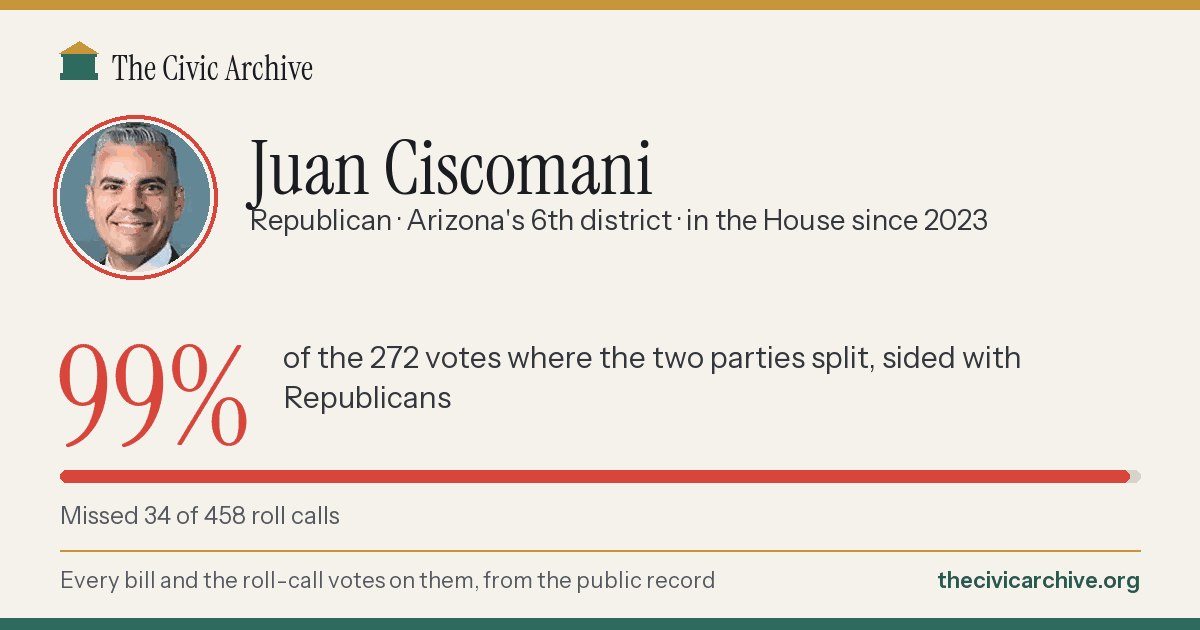 The Civic Archive
Juan Ciscomani
Republican · Arizona's 6th district · in the House since 2023
99%
of the 272 votes where the two parties split, sided with
Republicans
Missed 34 of 458 roll calls
Every bill and the roll-call votes on them, from the public record
thecivicarchive.org